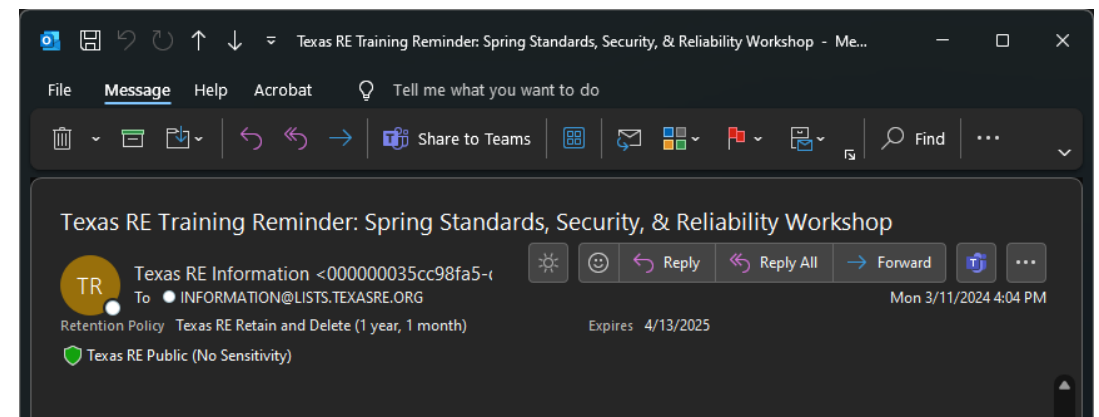 Texas RE Training Reminder: Spring Standards, Security, & Reliability Workshop - Me...
File Message Help Acrobat Tell me what you want to do
Share to Teams Find
Texas RE Training Reminder: Spring Standards, Security, & Reliability Workshop
Reply Reply All Forward
TR Texas RE Information <000000035cc98fa5-
To INFORMATION@LISTS.TEXASRE.ORG Mon 3/11/2024 4:04 PM
Retention Policy Texas RE Retain and Delete (1 year, 1 month) Expires 4/13/2025
Texas RE Public (No Sensitivity)